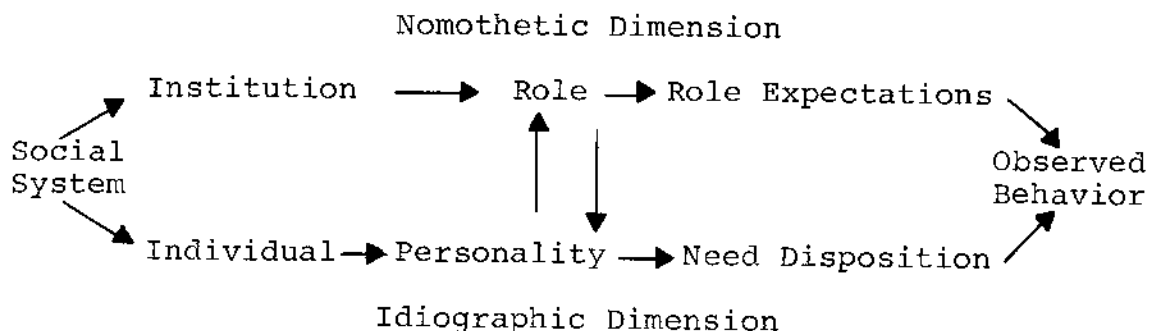 Nomothetic Dimension
Institution Role Role Expectations
Social
System
Observed
Behavior
Individual Personality Need Disposition
Idiographic Dimension